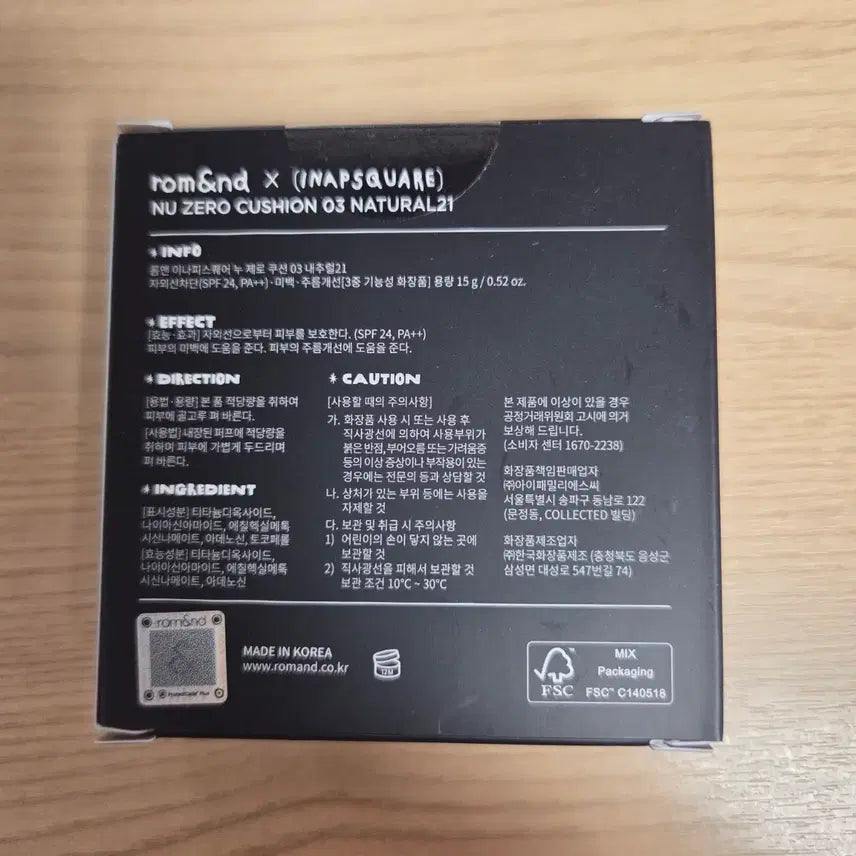 rom&nd X (INAPSQUARE)
NU ZERO CUSHION 03 NATURAL21
* INFO
롬앤 이나피스퀘어 누 제로 쿠션 03 내추럴21
자외선차단(SPF 24, PA++)·미백·주름개선[3중 기능성 화장품] 용량 15 g / 0.52 oz.
* EFFECT
[효능·효과] 자외선으로부터 피부를 보호한다. (SPF 24, PA++)
피부의 미백에 도움을 준다. 피부의 주름개선에 도움을 준다.
* DIRECTION
[용법·용량] 본 품 적당량을 취하여
피부에 골고루 펴 바른다.
[사용법] 내장된 퍼프에 적당량을
취하여 피부에 가볍게 두드리며
펴 바른다.
* INGREDIENT
[표시성분] 티타늄디옥사이드,
나이아신아마이드, 에칠헥실메톡
시신나메이트, 아데노신, 토코페롤
[효능성분] 티타늄디옥사이드,
나이아신아마이드, 에칠헥실메톡
시신나메이트, 아데노신
* CAUTION
[사용할 때의 주의사항]
가. 화장품 사용 시 또는 사용 후
직사광선에 의하여 사용부위가
붉은 반점, 부어오름 또는 가려움증
등의 이상 증상이나 부작용이 있는
경우에는 전문의 등과 상담할 것
나. 상처가 있는 부위 등에는 사용을
자제할 것
다. 보관 및 취급 시 주의사항
1) 어린이의 손이 닿지 않는 곳에
보관할 것
2) 직사광선을 피해서 보관할 것
보관 조건 10℃ ~ 30℃
본 제품에 이상이 있을 경우
공정거래위원회 고시에 의거
보상해 드립니다.
(소비자 센터 1670-2238)
화장품책임판매업자
㈜아이패밀리에스씨
서울특별시 송파구 동남로 122
(문정동, COLLECTED 빌딩)
화장품제조업자
㈜한국화장품제조 (충청북도 음성군
삼성면 대성로 547번길 74)
rom&nd
MADE IN KOREA
www.romand.co.kr
12M
FSC
MIX
Packaging
FSC™ C140518